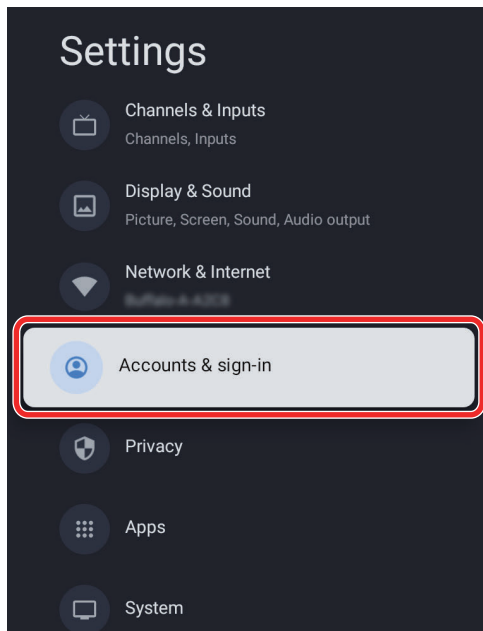 Settings
Channels & Inputs
Channels, Inputs
Display & Sound
Picture, Screen, Sound, Audio output
Network & Internet
Accounts & sign-in
Privacy
Apps
System